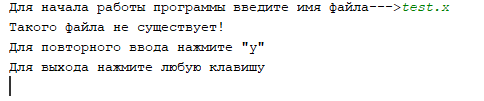 Для начала работы программы введите имя файла--->test.x
Такого файла не существует!
Для повторного ввода нажмите "y"
Для выхода нажмите любую клавишу